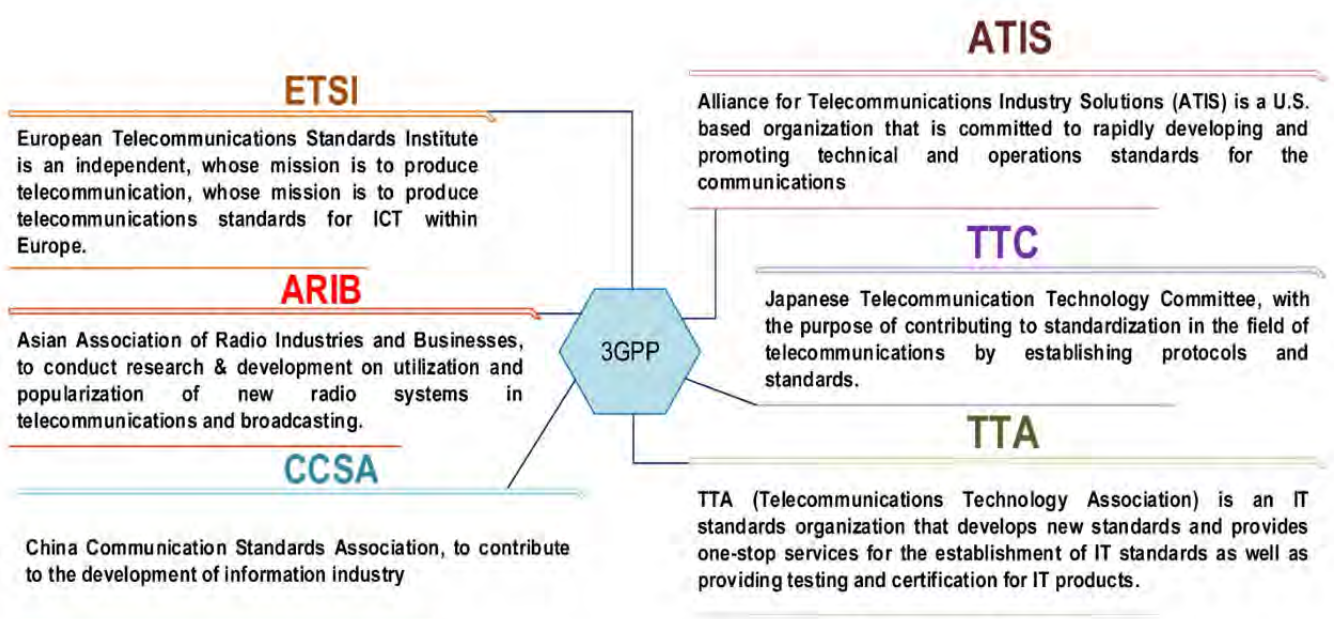 ETSI
European Telecommunications Standards Institute
is an independent, whose mission is to produce
telecommunication, whose mission is to produce
telecommunications standards for ICT within
Europe.
ARIB
Asian Association of Radio Industries and Businesses,
to conduct research & development on utilization and
popularization of new radio systems in
telecommunications and broadcasting.
CCSA
China Communication Standards Association, to contribute
to the development of information industry
3GPP
ATIS
Alliance for Telecommunications Industry Solutions (ATIS) is a U.S.
based organization that is committed to rapidly developing and
promoting technical and operations standards for the
communications
TTC
Japanese Telecommunication Technology Committee, with
the purpose of contributing to standardization in the field of
telecommunications by establishing protocols and
standards.
TTA
TTA (Telecommunications Technology Association) is an IT
standards organization that develops new standards and provides
one-stop services for the establishment of IT standards as well as
providing testing and certification for IT products.